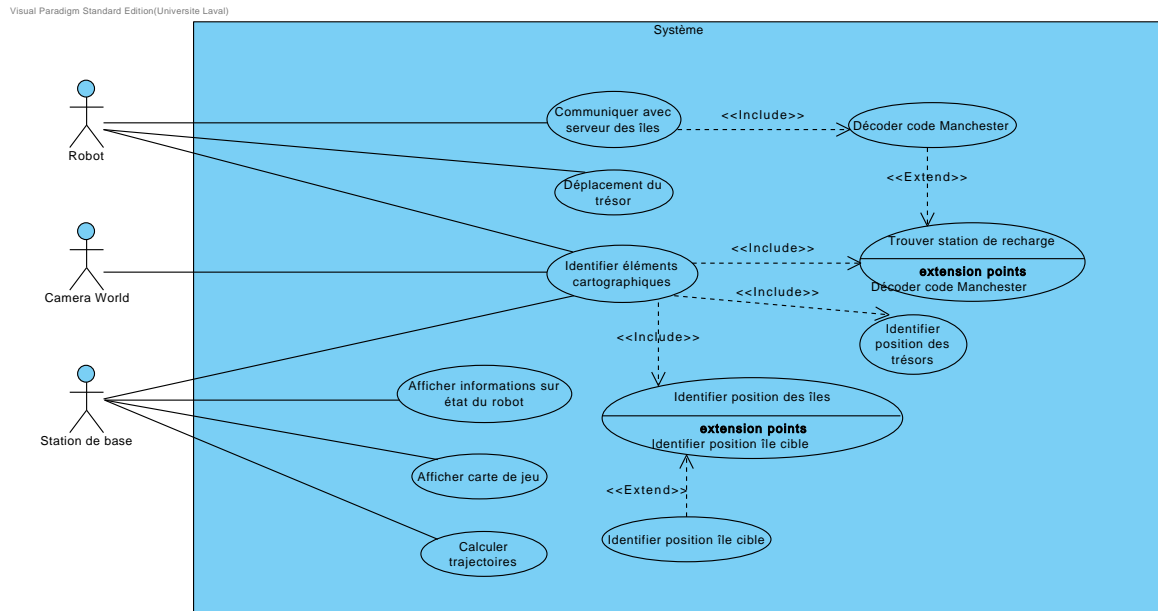 Visual Paradigm Standard Edition(Universite Laval)
Système
Robot
Communiquer avec
serveur des îles
<<Include>>
Décoder code Manchester
<<Extend>>
Déplacement du
trésor
Trouver station de recharge
extension points
Décoder code Manchester
Camera World
Identifier éléments
cartographiques
<<Include>>
<<Include>>
<<Include>>
Identifier
position des
trésors
Station de base
Afficher informations sur
état du robot
Identifier position des îles
extension points
Identifier position île cible
Afficher carte de jeu
<<Extend>>
Identifier position île cible
Calculer
trajectoires